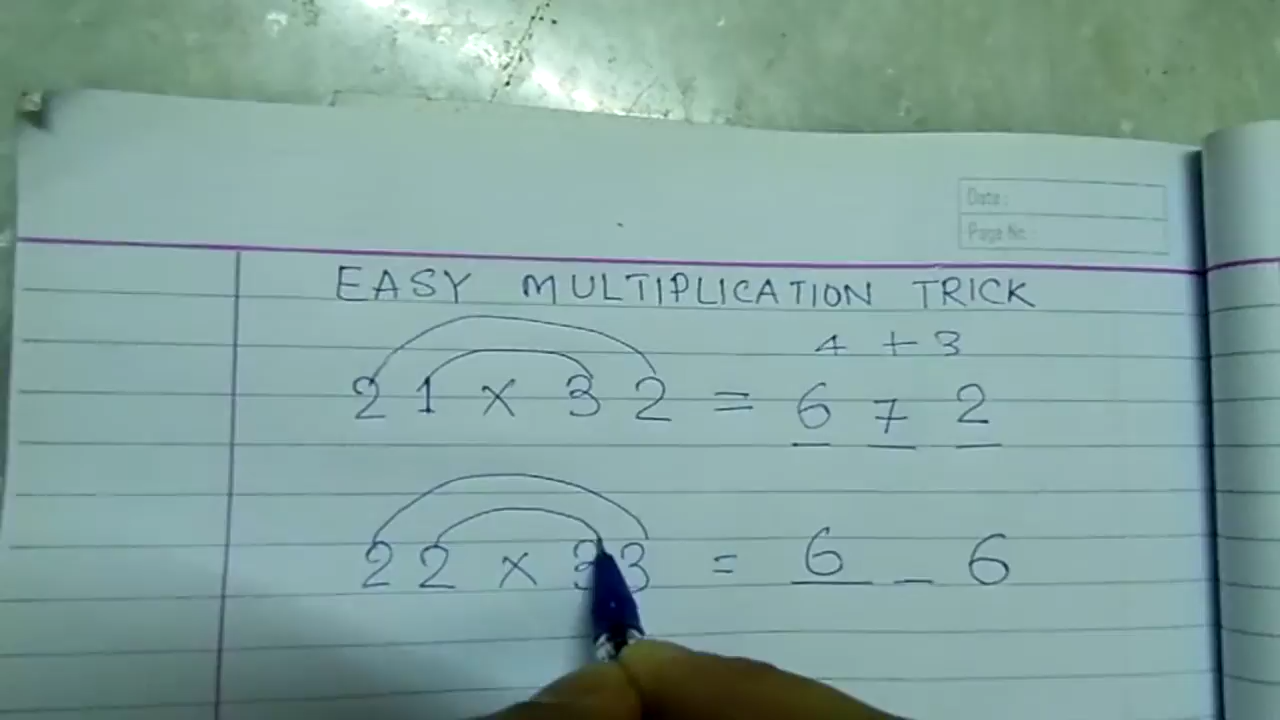 Date:
Page No:
EASY MULTIPLICATION TRICK
4 + 3
21 x 32 = 6 7 2
22 x 33 = 6 _ 6